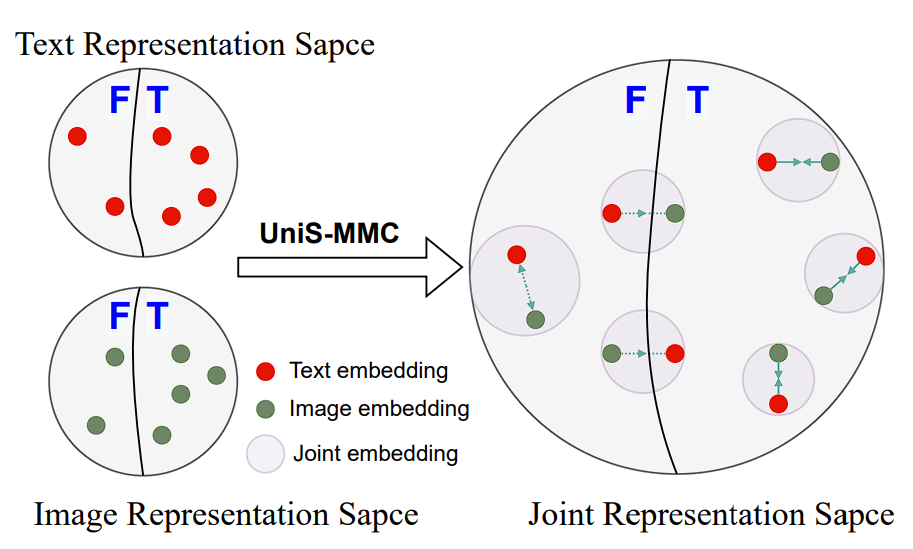 Text Representation Sapce
F T
F T
UniS-MMC
F T
Text embedding
Image embedding
Joint embedding
Image Representation Sapce
Joint Representation Sapce